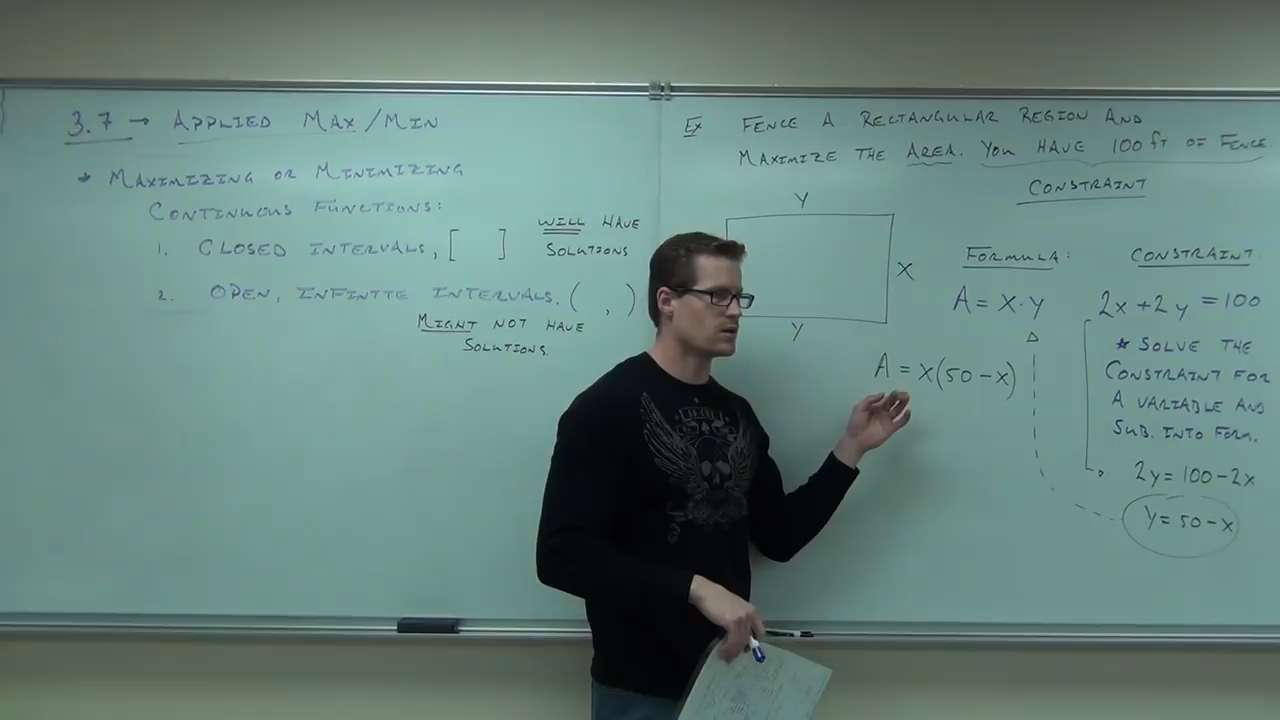 3.7 → APPLIED MAX/MIN
* MAXIMIZING OR MINIMIZING
CONTINUOUS FUNCTIONS:
1. CLOSED INTERVALS, [ ]
WILL HAVE
SOLUTIONS
2. OPEN, INFINITE INTERVALS. ( , )
MIGHT NOT HAVE
SOLUTIONS.
EX FENCE A RECTANGULAR REGION AND
MAXIMIZE THE AREA. YOU HAVE 100 ft OF FENCE.
CONSTRAINT
Y
X
Y
FORMULA:
A = X·Y
A = X(50 - X)
CONSTRAINT
2X + 2Y = 100
* SOLVE THE
CONSTRAINT FOR
A VARIABLE AND
SUB. INTO FORM.
2Y = 100 - 2X
Y = 50 - X